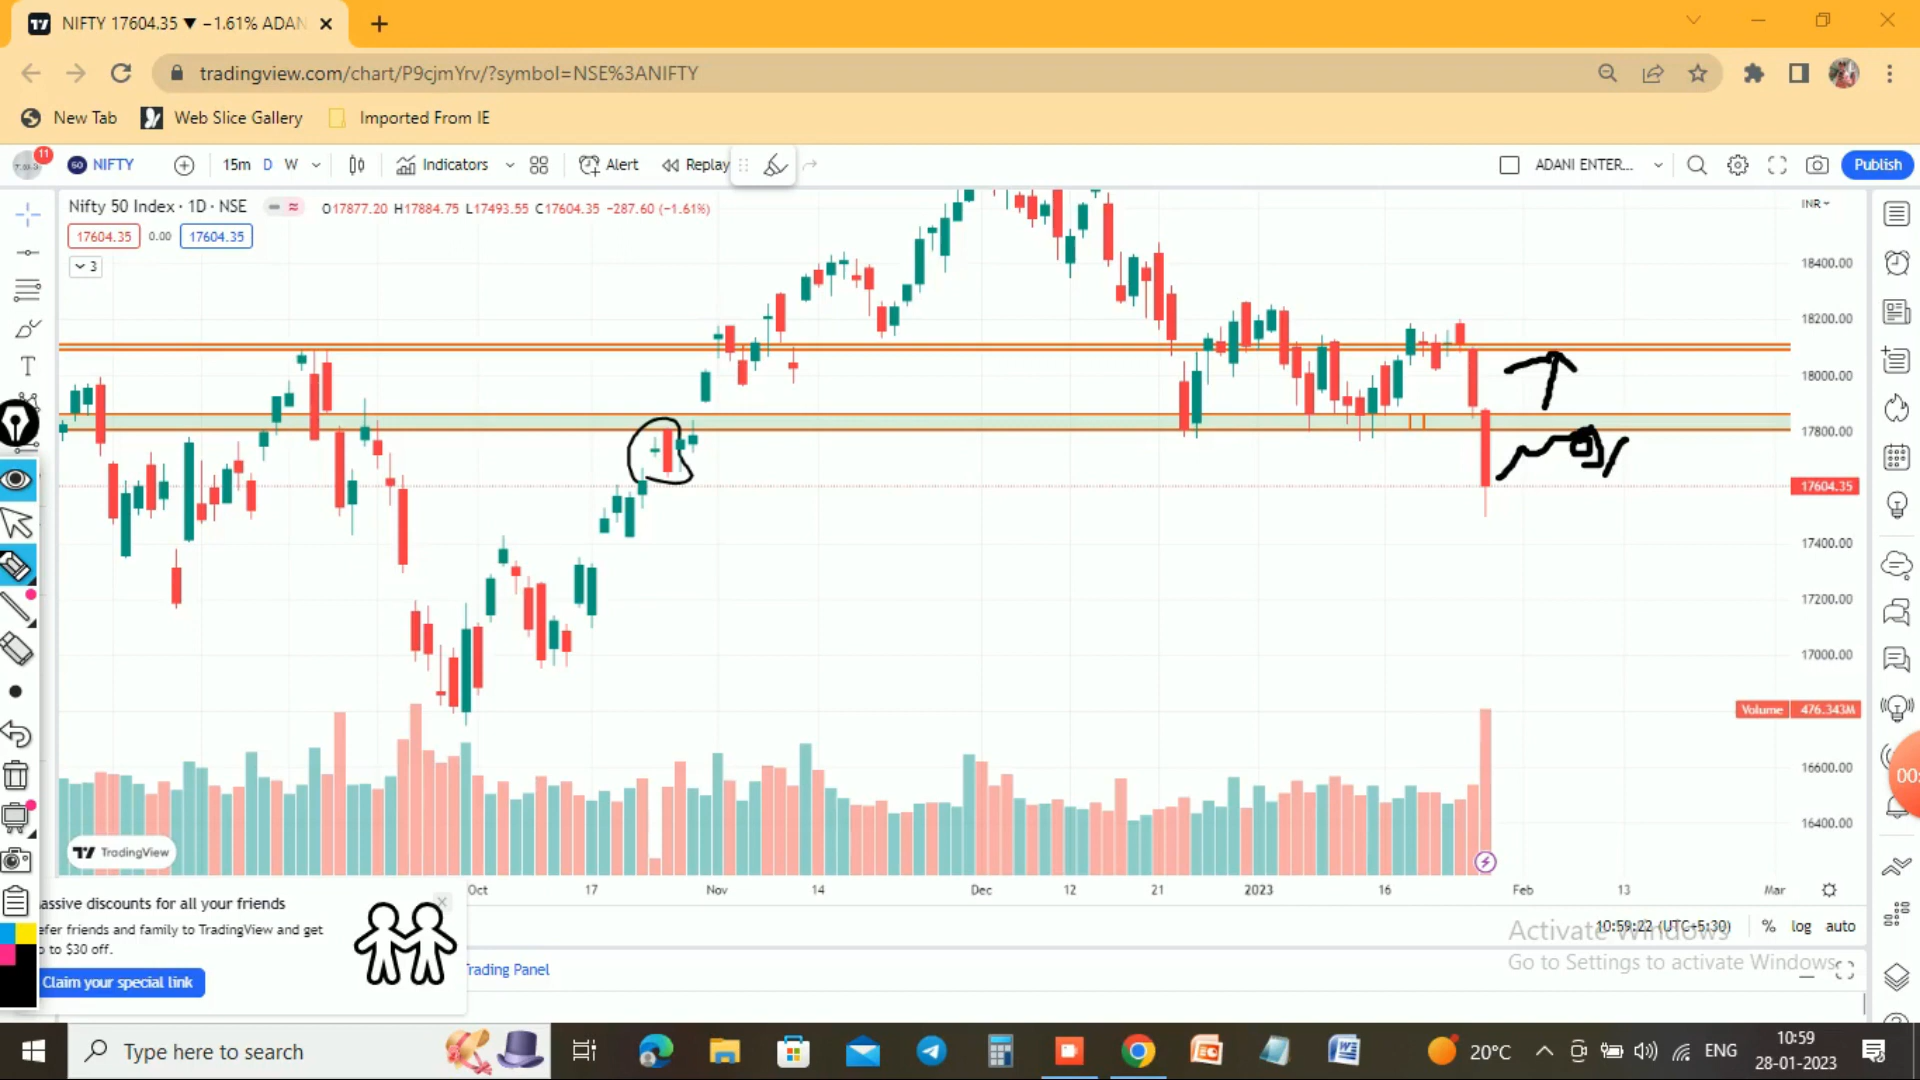 NIFTY 17604.35 ▼ −1.61% ADAN
tradingview.com/chart/P9cjmYrv/?symbol=NSE%3ANIFTY
New Tab Web Slice Gallery Imported From IE
11
50 NIFTY 15m D W Indicators Alert Replay ADANI ENTER... Publish
Nifty 50 Index · 1D · NSE O17877.20 H17884.75 L17493.55 C17604.35 −287.60 (−1.61%)
INR
17604.35 0.00 17604.35
3
18400.00
18200.00
18000.00
17800.00
17604.35
17400.00
17200.00
17000.00
Volume 476.343M
16600.00
16400.00
00:
TradingView
Oct 17 Nov 14 Dec 12 21 2023 16 Feb 13 Mar
assive discounts for all your friends
efer friends and family to TradingView and get
to $30 off.
Claim your special link
10:59:22 (UTC+5:30) % log auto
Activate Windows
Go to Settings to activate Windows.
Trading Panel
Type here to search
20°C ENG 10:59
28-01-2023